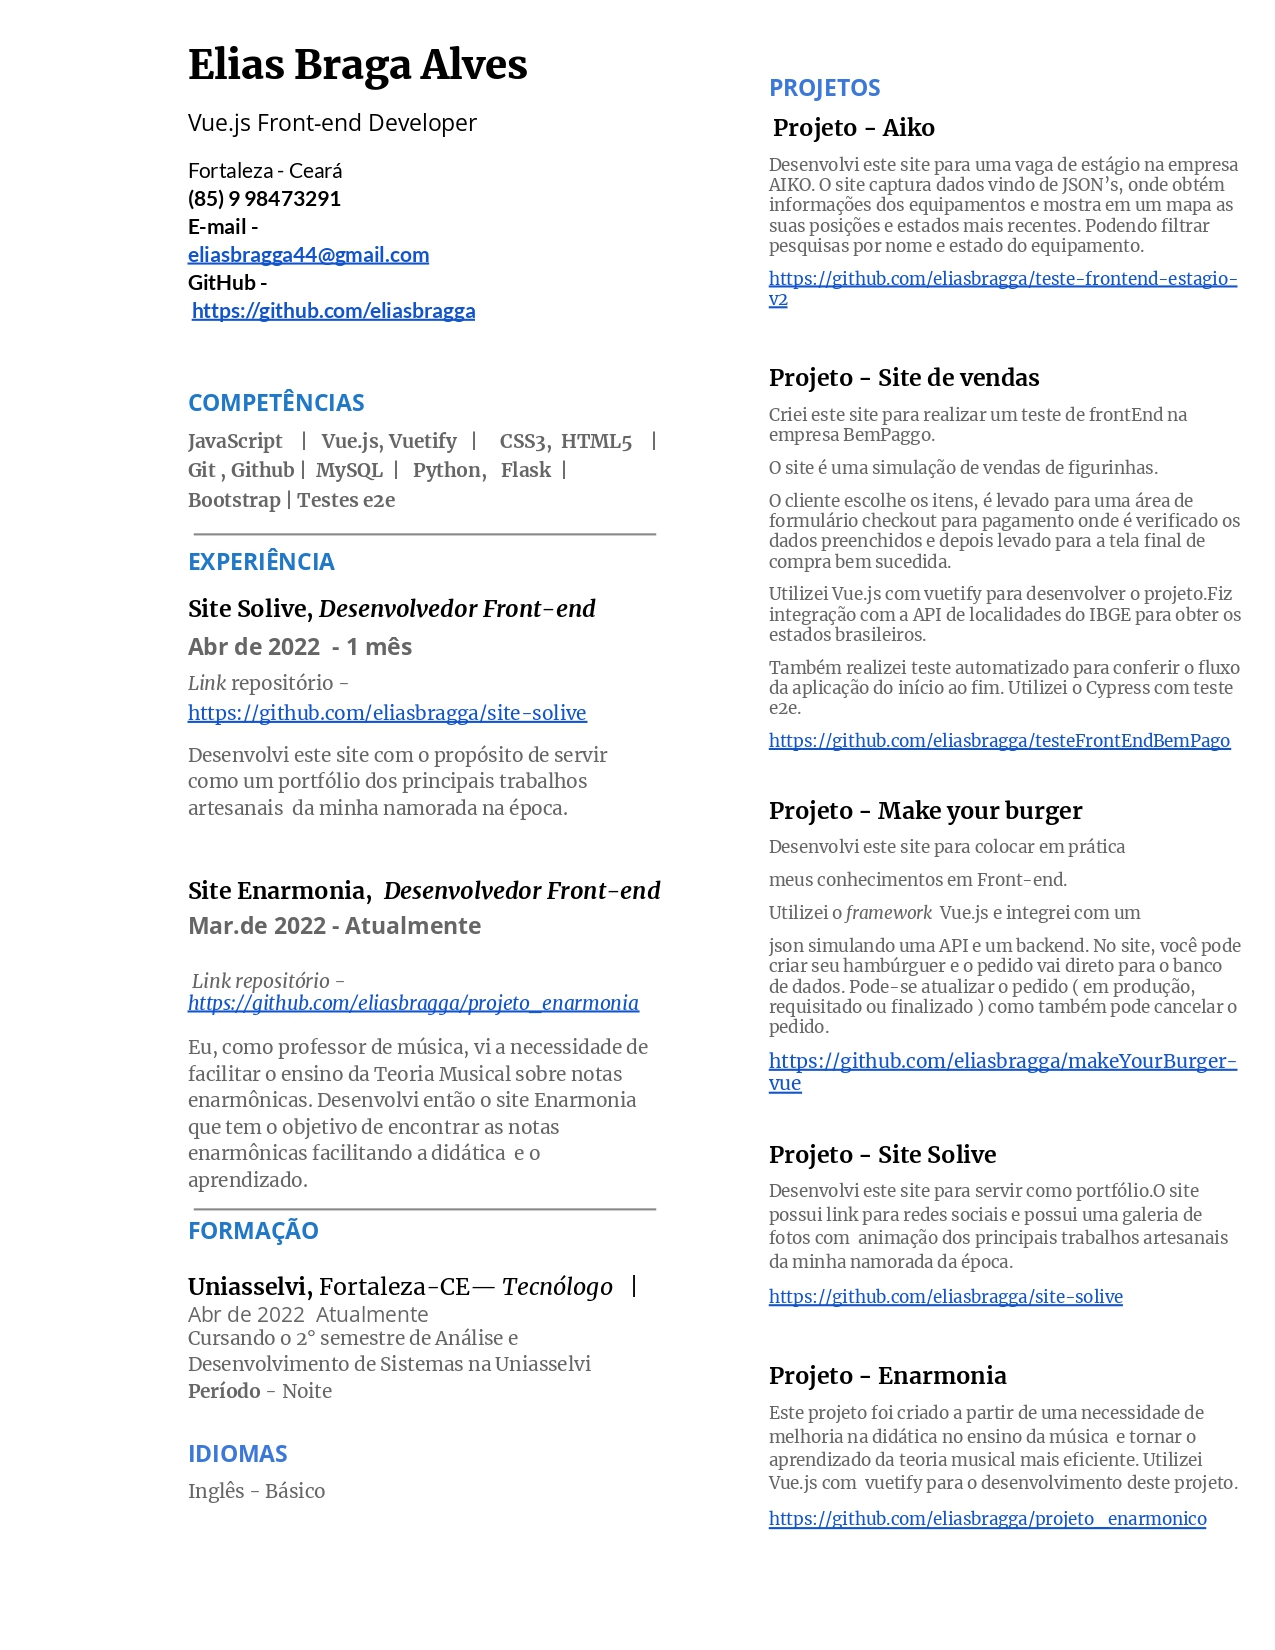 Elias Braga Alves
Vue.js Front-end Developer
Fortaleza - Ceará
(85) 9 98473291
E-mail -
eliasbragga44@gmail.com
GitHub -
https://github.com/eliasbragga
COMPETÊNCIAS
JavaScript | Vue.js, Vuetify | CSS3, HTML5 |
Git , Github | MySQL | Python, Flask |
Bootstrap | Testes e2e
EXPERIÊNCIA
Site Solive, Desenvolvedor Front-end
Abr de 2022 - 1 mês
Link repositório -
https://github.com/eliasbragga/site-solive
Desenvolvi este site com o propósito de servir
como um portfólio dos principais trabalhos
artesanais da minha namorada na época.
Site Enarmonia, Desenvolvedor Front-end
Mar.de 2022 - Atualmente
Link repositório -
https://github.com/eliasbragga/projeto_enarmonia
Eu, como professor de música, vi a necessidade de
facilitar o ensino da Teoria Musical sobre notas
enarmônicas. Desenvolvi então o site Enarmonia
que tem o objetivo de encontrar as notas
enarmônicas facilitando a didática e o
aprendizado.
FORMAÇÃO
Uniasselvi, Fortaleza-CE— Tecnólogo |
Abr de 2022 Atualmente
Cursando o 2° semestre de Análise e
Desenvolvimento de Sistemas na Uniasselvi
Período - Noite
IDIOMAS
Inglês - Básico
PROJETOS
Projeto - Aiko
Desenvolvi este site para uma vaga de estágio na empresa
AIKO. O site captura dados vindo de JSON’s, onde obtém
informações dos equipamentos e mostra em um mapa as
suas posições e estados mais recentes. Podendo filtrar
pesquisas por nome e estado do equipamento.
https://github.com/eliasbragga/teste-frontend-estagio-
v2
Projeto - Site de vendas
Criei este site para realizar um teste de frontEnd na
empresa BemPaggo.
O site é uma simulação de vendas de figurinhas.
O cliente escolhe os itens, é levado para uma área de
formulário checkout para pagamento onde é verificado os
dados preenchidos e depois levado para a tela final de
compra bem sucedida.
Utilizei Vue.js com vuetify para desenvolver o projeto.Fiz
integração com a API de localidades do IBGE para obter os
estados brasileiros.
Também realizei teste automatizado para conferir o fluxo
da aplicação do início ao fim. Utilizei o Cypress com teste
e2e.
https://github.com/eliasbragga/testeFrontEndBemPago
Projeto - Make your burger
Desenvolvi este site para colocar em prática
meus conhecimentos em Front-end.
Utilizei o framework Vue.js e integrei com um
json simulando uma API e um backend. No site, você pode
criar seu hambúrguer e o pedido vai direto para o banco
de dados. Pode-se atualizar o pedido ( em produção,
requisitado ou finalizado ) como também pode cancelar o
pedido.
https://github.com/eliasbragga/makeYourBurger-
vue
Projeto - Site Solive
Desenvolvi este site para servir como portfólio.O site
possui link para redes sociais e possui uma galeria de
fotos com animação dos principais trabalhos artesanais
da minha namorada da época.
https://github.com/eliasbragga/site-solive
Projeto - Enarmonia
Este projeto foi criado a partir de uma necessidade de
melhoria na didática no ensino da música e tornar o
aprendizado da teoria musical mais eficiente. Utilizei
Vue.js com vuetify para o desenvolvimento deste projeto.
https://github.com/eliasbragga/projeto_enarmonico